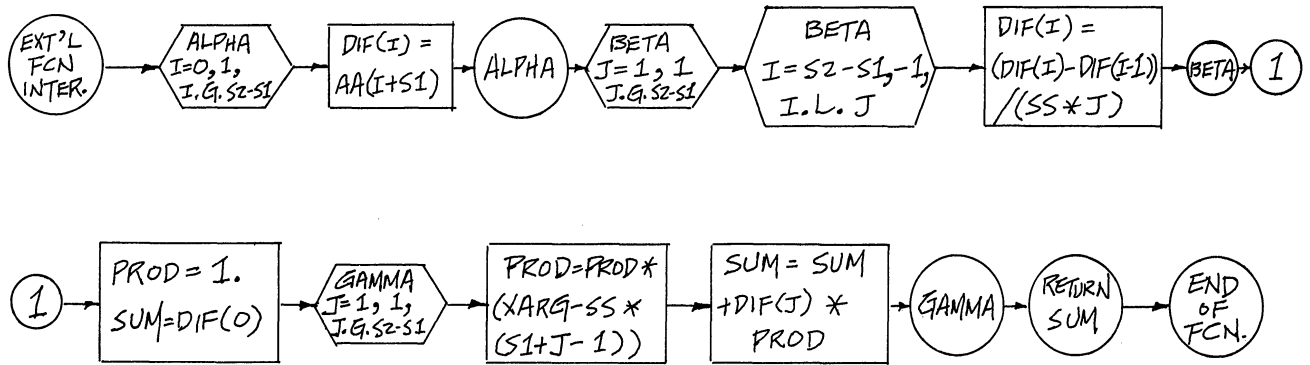 EXT'L
FCN
INTER.
ALPHA
I=0,1,
I.G.S2-S1
DIF(I) =
AA(I+S1)
ALPHA
BETA
J=1,1
J.G.S2-S1
BETA
I=S2-S1,-1,
I.L.J
DIF(I) =
(DIF(I)-DIF(I-1))
/(SS*J)
BETA
1
1
PROD=1.
SUM=DIF(0)
GAMMA
J=1,1,
J.G.S2-S1
PROD=PROD*
(XARG-SS*
(S1+J-1))
SUM = SUM
+DIF(J) *
PROD
GAMMA
RETURN
SUM
END
OF
FCN.